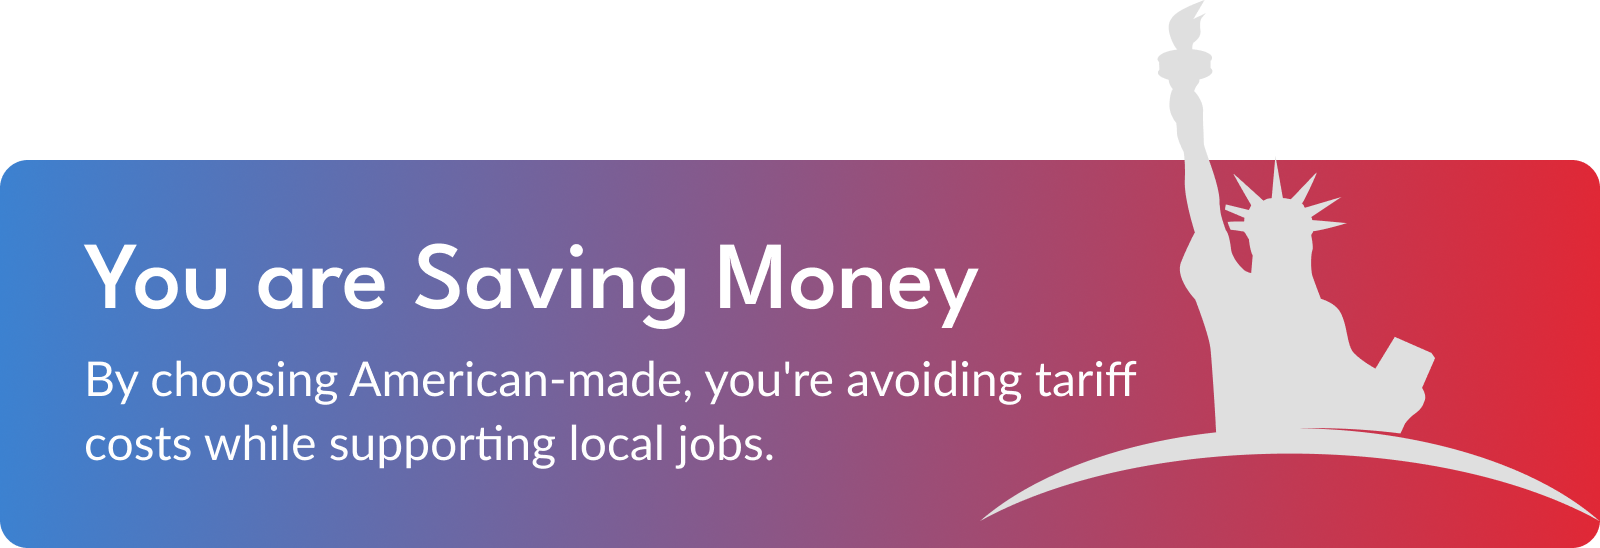 You are Saving Money
By choosing American-made, you're avoiding tariff
costs while supporting local jobs.